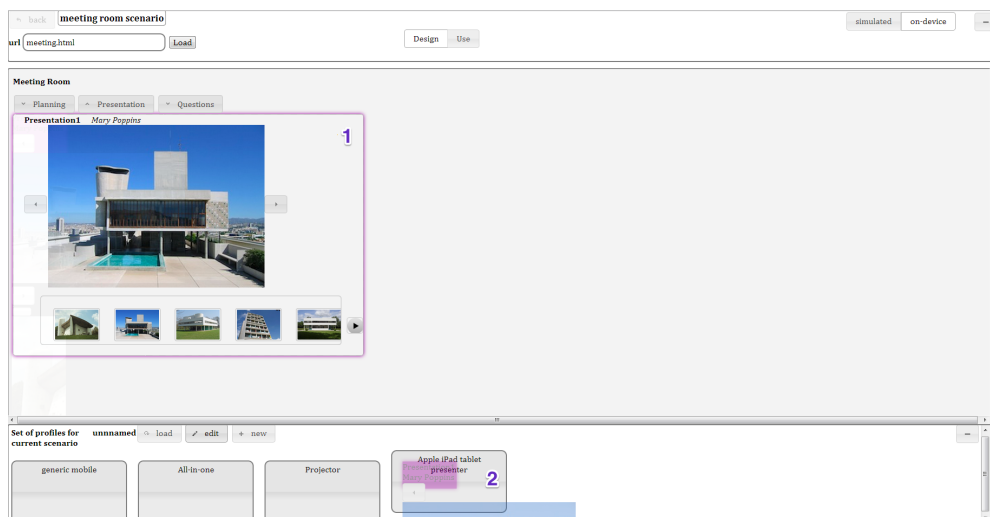 back
meeting room scenario
simulated
on-device
url
meeting.html
Load
Design
Use
Meeting Room
Planning
Presentation
Questions
Presentation1 Mary Poppins
1
Set of profiles for
current scenario
unnnamed
load
edit
+ new
generic mobile
All-in-one
Projector
Apple iPad tablet
presenter
Mary Poppins
2